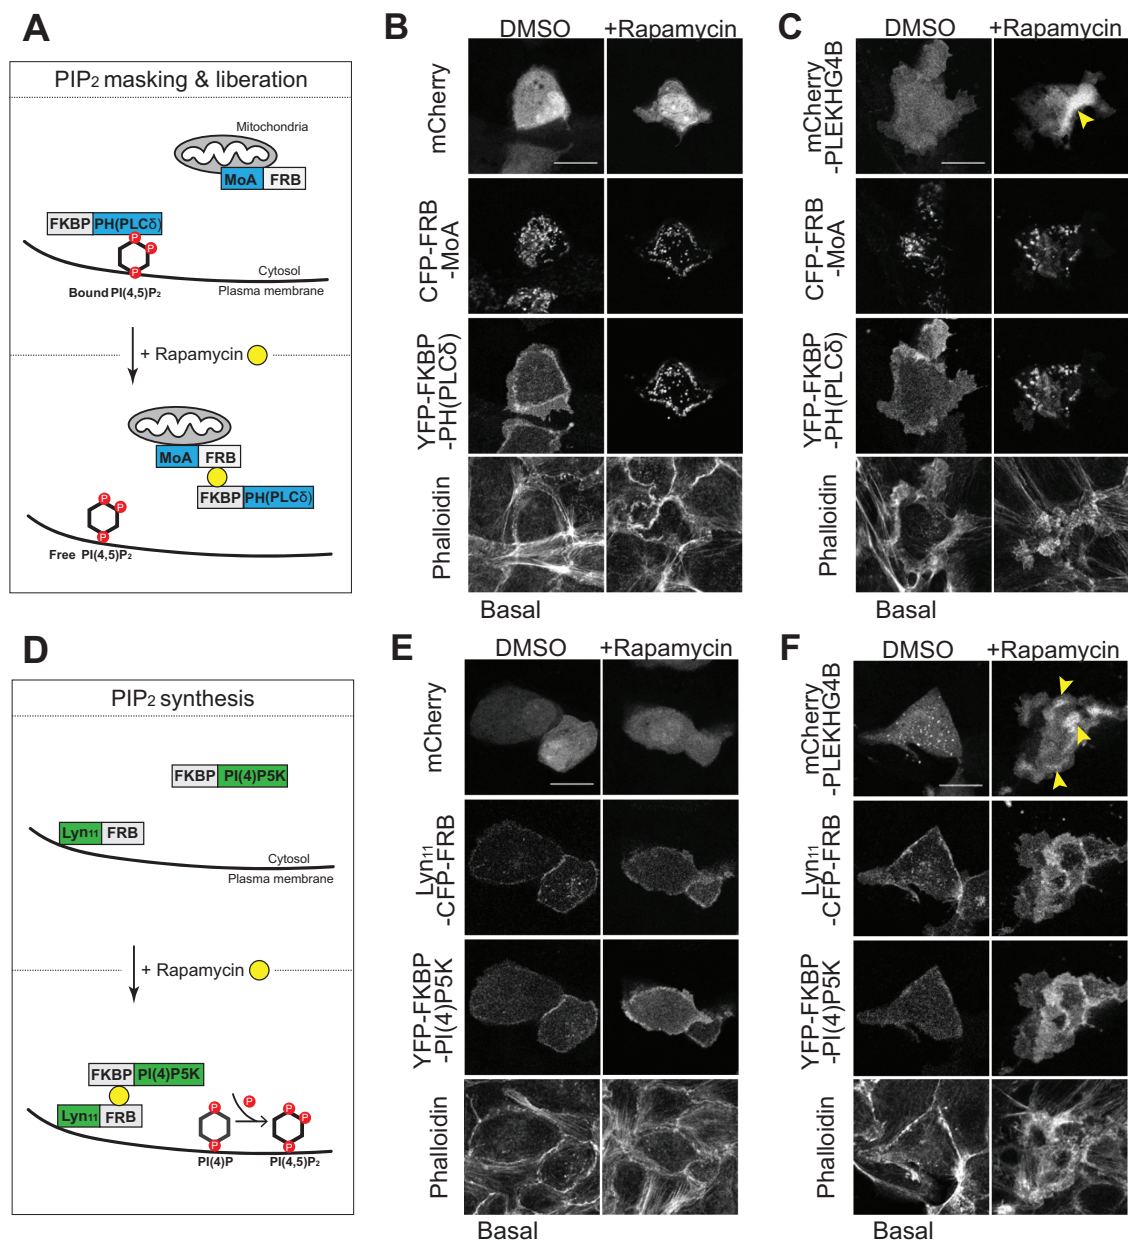 A
PIP₂ masking & liberation
Mitochondria
MoA FRB
FKBP PH(PLCδ)
P
P
P
Cytosol
Bound PI(4,5)P₂
Plasma membrane
+ Rapamycin
MoA FRB
FKBP PH(PLCδ)
P
P
P
Free PI(4,5)P₂
B
DMSO +Rapamycin
mCherry
CFP-FRB
-MoA
YFP-FKBP
-PH(PLCδ)
Phalloidin
Basal
C
DMSO +Rapamycin
mCherry
-PLEKHG4B
CFP-FRB
-MoA
YFP-FKBP
-PH(PLCδ)
Phalloidin
Basal
D
PIP₂ synthesis
FKBP PI(4)P5K
Lyn₁₁ FRB
Cytosol
Plasma membrane
+ Rapamycin
FKBP PI(4)P5K
Lyn₁₁ FRB
P
P
P
P
P
P
PI(4)P
PI(4,5)P₂
E
DMSO +Rapamycin
mCherry
Lyn₁₁
-CFP-FRB
YFP-FKBP
-PI(4)P5K
Phalloidin
Basal
F
DMSO +Rapamycin
mCherry
-PLEKHG4B
Lyn₁₁
-CFP-FRB
YFP-FKBP
-PI(4)P5K
Phalloidin
Basal